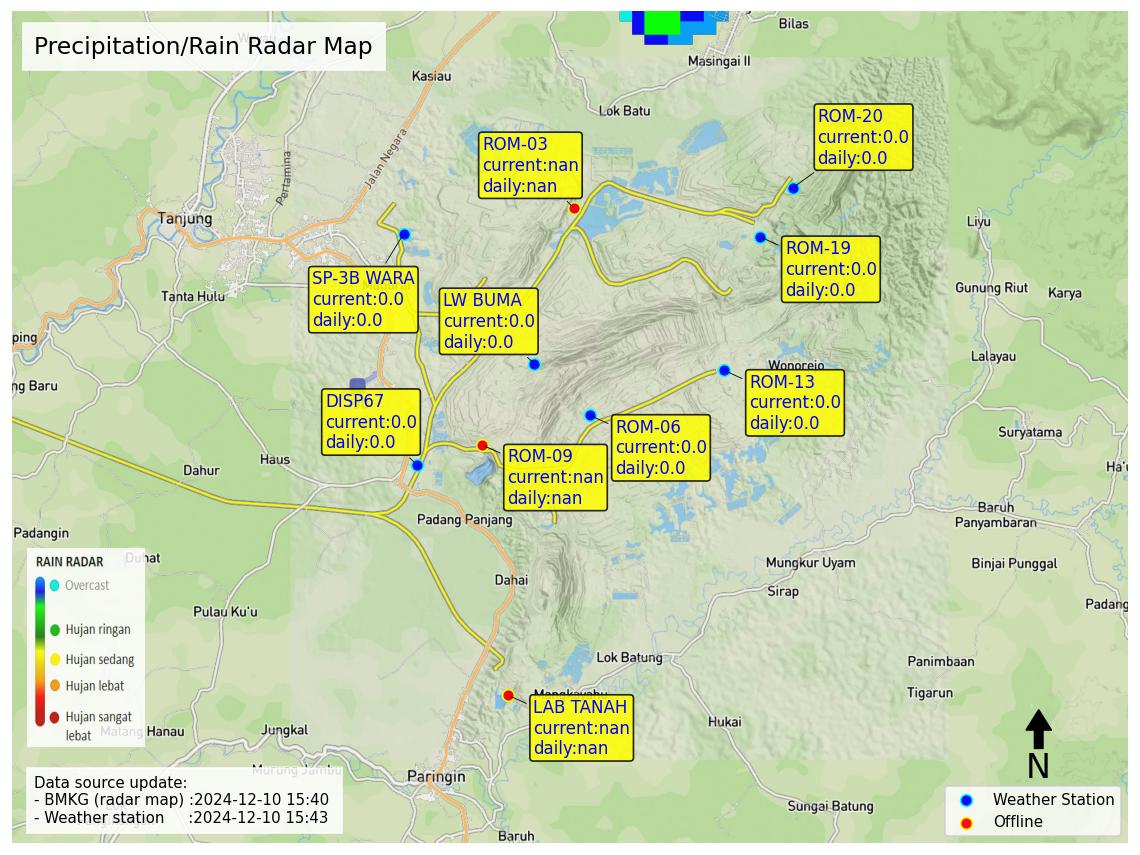 Precipitation/Rain Radar Map
Bilas
Masingai II
Kasiau
Lok Batu
Jalan Negara
Pertamina
Tanjung
Tanta Hulu
ROM-20
current:0.0
daily:0.0
ROM-03
current:nan
daily:nan
ROM-19
current:0.0
daily:0.0
SP-3B WARA
current:0.0
daily:0.0
LW BUMA
current:0.0
daily:0.0
Liyu
Gunung Riut
Karya
Lalayau
Wonorejo
ping
ng Baru
ROM-13
current:0.0
daily:0.0
DISP67
current:0.0
daily:0.0
ROM-06
current:0.0
daily:0.0
ROM-09
current:nan
daily:nan
Suryatama
Ha'u
Dahur
Haus
Baruh
Panyambaran
Padang Panjang
Padangin
Duhat
Binjai Punggal
Mungkur Uyam
Dahai
Sirap
Padang
Pulau Ku'u
RAIN RADAR
Overcast
Hujan ringan
Hujan sedang
Hujan lebat
Hujan sangat
lebat
Lok Batung
Panimbaan
Tigarun
Mangkayahu
LAB TANAH
current:nan
daily:nan
Hukai
Matang Hanau
Jungkal
Murung Jambu
Paringin
Sungai Batung
Baruh
N
Data source update:
- BMKG (radar map) :2024-12-10 15:40
- Weather station :2024-12-10 15:43
Weather Station
Offline